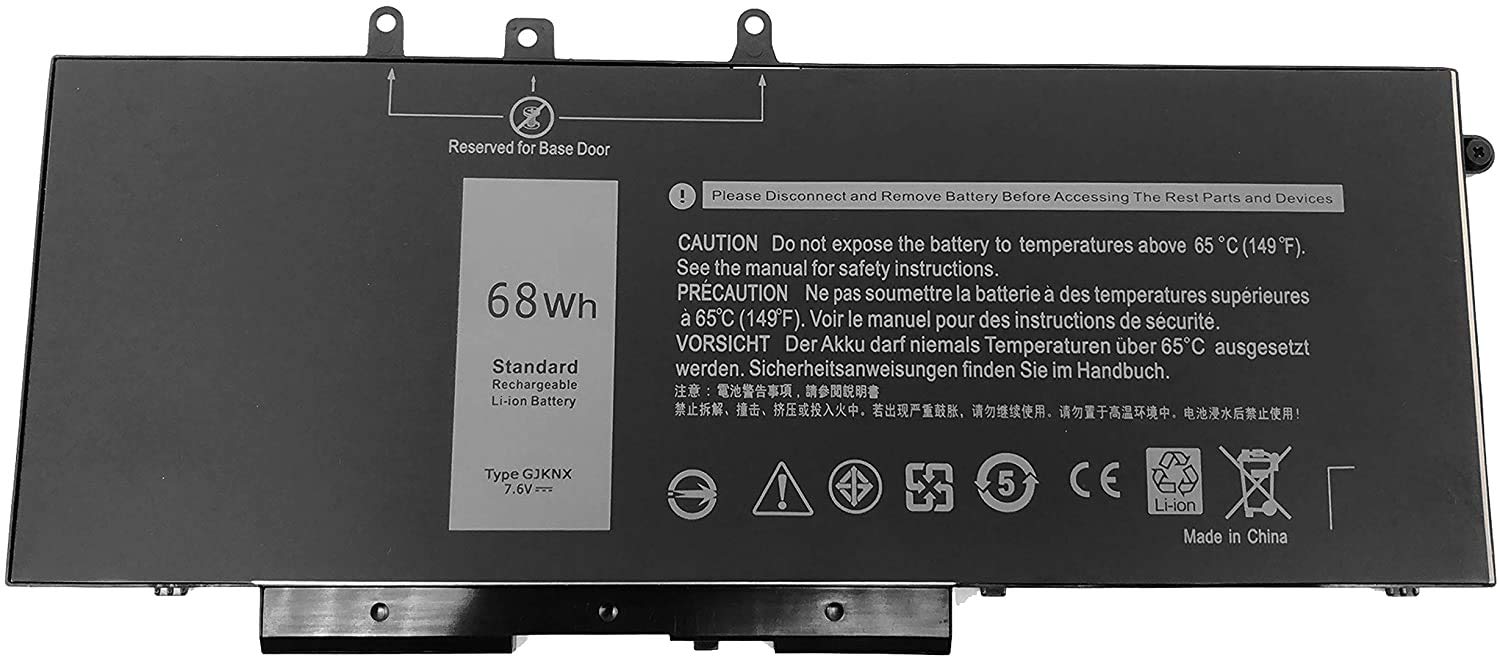 Reserved for Base Door
! Please Disconnect and Remove Battery Before Accessing The Rest Parts and Devices
68Wh
Standard
Rechargeable
Li-ion Battery
Type GJKNX
7.6V⎓
CAUTION Do not expose the battery to temperatures above 65 °C (149 °F).
See the manual for safety instructions.
PRÉCAUTION Ne pas soumettre la batterie à des temperatures supérieures
à 65°C (149°F). Voir le manuel pour des instructions de sécurité.
VORSICHT Der Akku darf niemals Temperaturen über 65°C ausgesetzt
werden. Sicherheitsanweisungen finden Sie im Handbuch.
注意：電池警告事項，請參閱說明書
禁止拆解、撞击、挤压或投入火中。若出现严重鼓胀，请勿继续使用。请勿置于高温环境中。电池浸水后禁止使用！
5
CE
Li-ion
Made in China